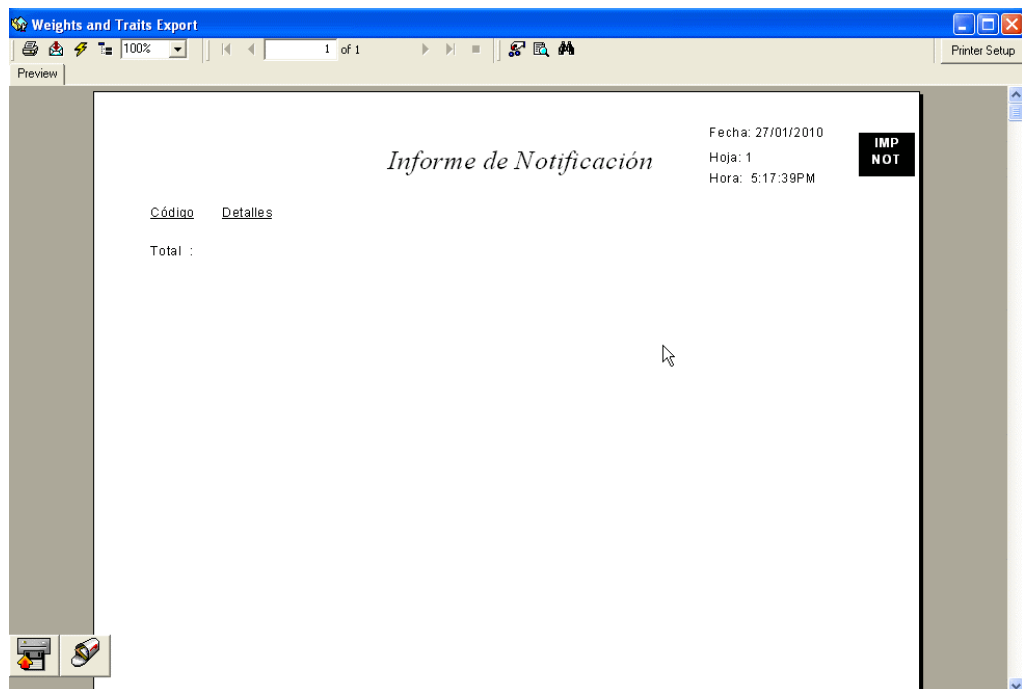 Weights and Traits Export
100%
1 of 1
Printer Setup
Preview
Fecha: 27/01/2010
IMP
NOT
Informe de Notificación
Hoja: 1
Hora: 5:17:39PM
Código Detalles
Total :